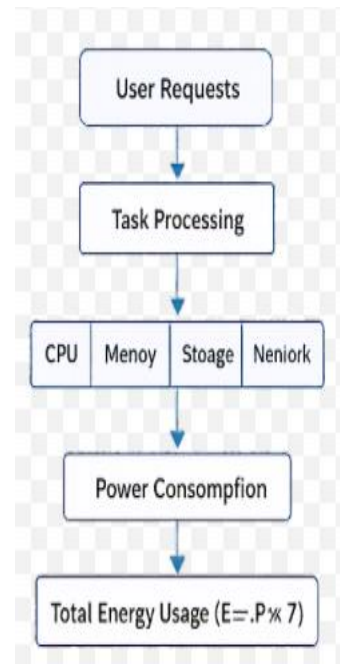 User Requests
Task Processing
CPU Menoy Stoage Neniork
Power Consompfion
Total Energy Usage (E=.P× 7)